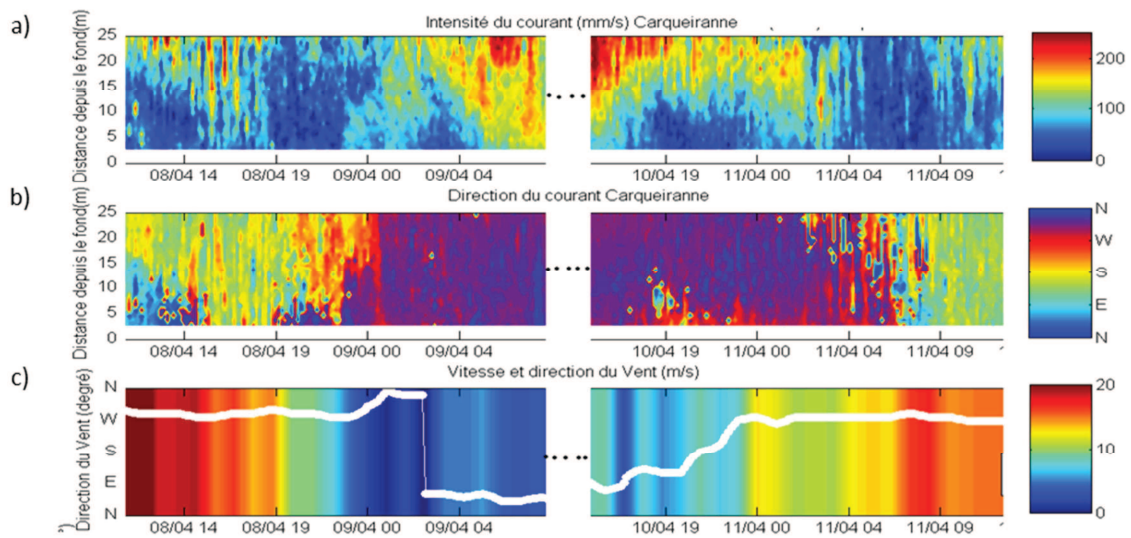 a)
Intensité du courant (mm/s) Carqueiranne
Distance depuis le fond(m)
25
20
15
10
5
0
08/04 14 08/04 19 09/04 00 09/04 04
10/04 19 11/04 00 11/04 04 11/04 09
200
100
0
b)
Direction du courant Carqueiranne
Distance depuis le fond(m)
25
20
15
10
5
0
08/04 14 08/04 19 09/04 00 09/04 04
10/04 19 11/04 00 11/04 04 11/04 09
N
W
S
E
N
c)
Vitesse et direction du Vent (m/s)
Direction du Vent (degré)
N
W
S
E
N
08/04 14 08/04 19 09/04 00 09/04 04
10/04 19 11/04 00 11/04 04 11/04 09
20
10
0